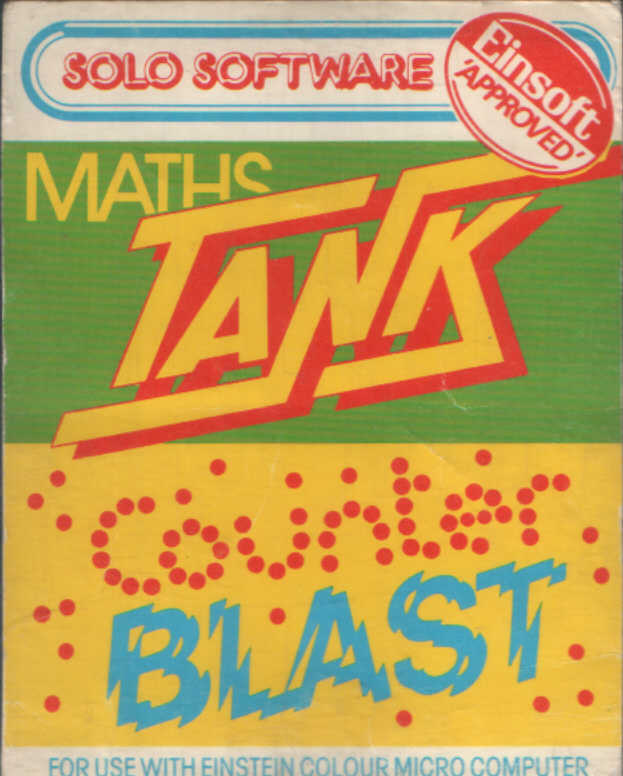 SOLO SOFTWARE
Einsoft
'APPROVED'
MATHS
TANK
Counter
BLAST
FOR USE WITH EINSTEIN COLOUR MICRO COMPUTER